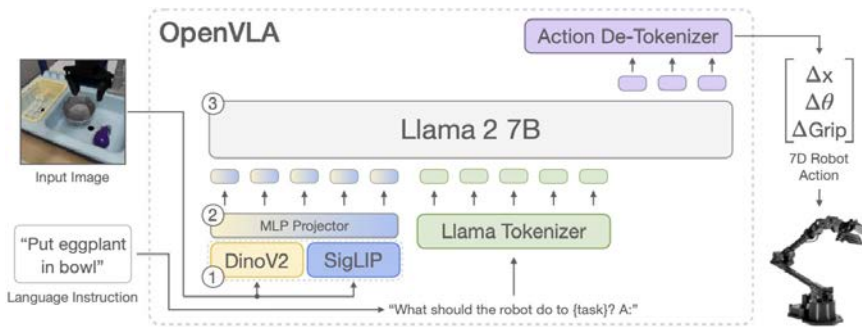 OpenVLA
Action De-Tokenizer
Δx
Δθ
ΔGrip
7D Robot
Action
3
Llama 2 7B
Input Image
2
MLP Projector
Llama Tokenizer
1
DinoV2
SigLIP
“Put eggplant
in bowl”
Language Instruction
“What should the robot do to {task}? A:”